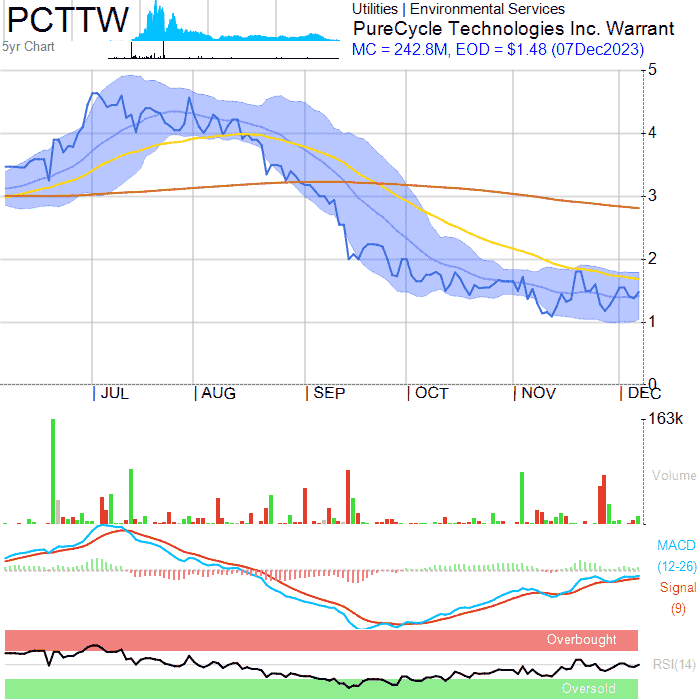 PCTTW
5yr Chart
Utilities | Environmental Services
PureCycle Technologies Inc. Warrant
MC = 242.8M, EOD = $1.48 (07Dec2023)
5
4
3
2
1
0
JUL AUG SEP OCT NOV DEC
163k
Volume
MACD
(12-26)
Signal
(9)
Overbought
RSI(14)
Oversold